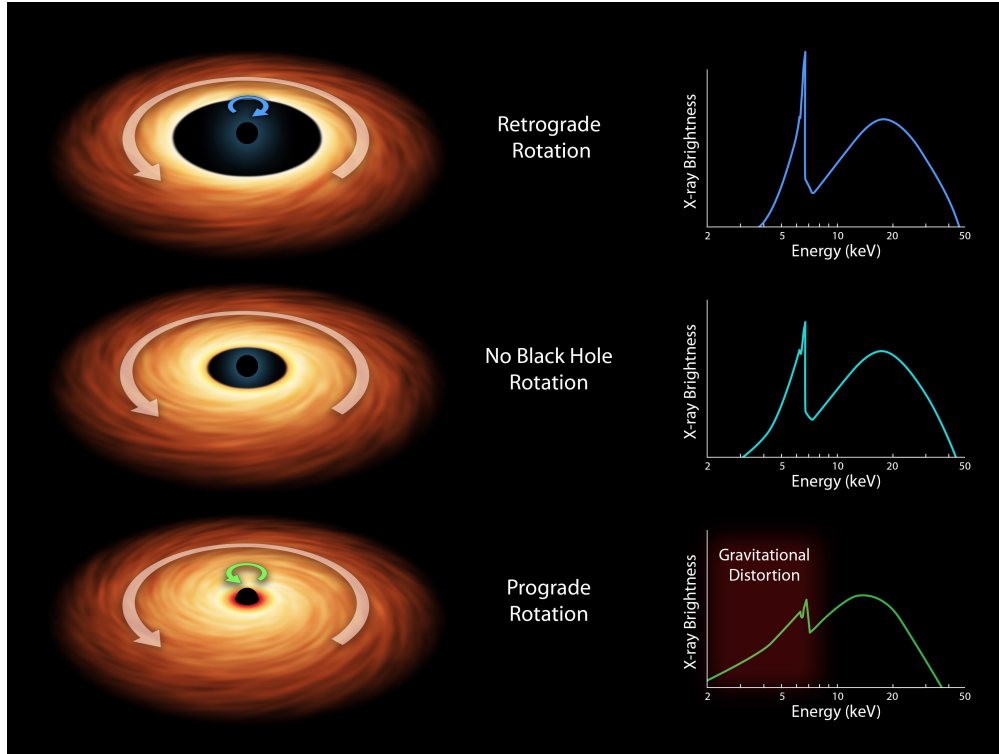 Retrograde
Rotation
X-ray Brightness
2
5
10
20
50
Energy (keV)
No Black Hole
Rotation
X-ray Brightness
2
5
10
20
50
Energy (keV)
Prograde
Rotation
Gravitational
Distortion
X-ray Brightness
2
5
10
20
50
Energy (keV)